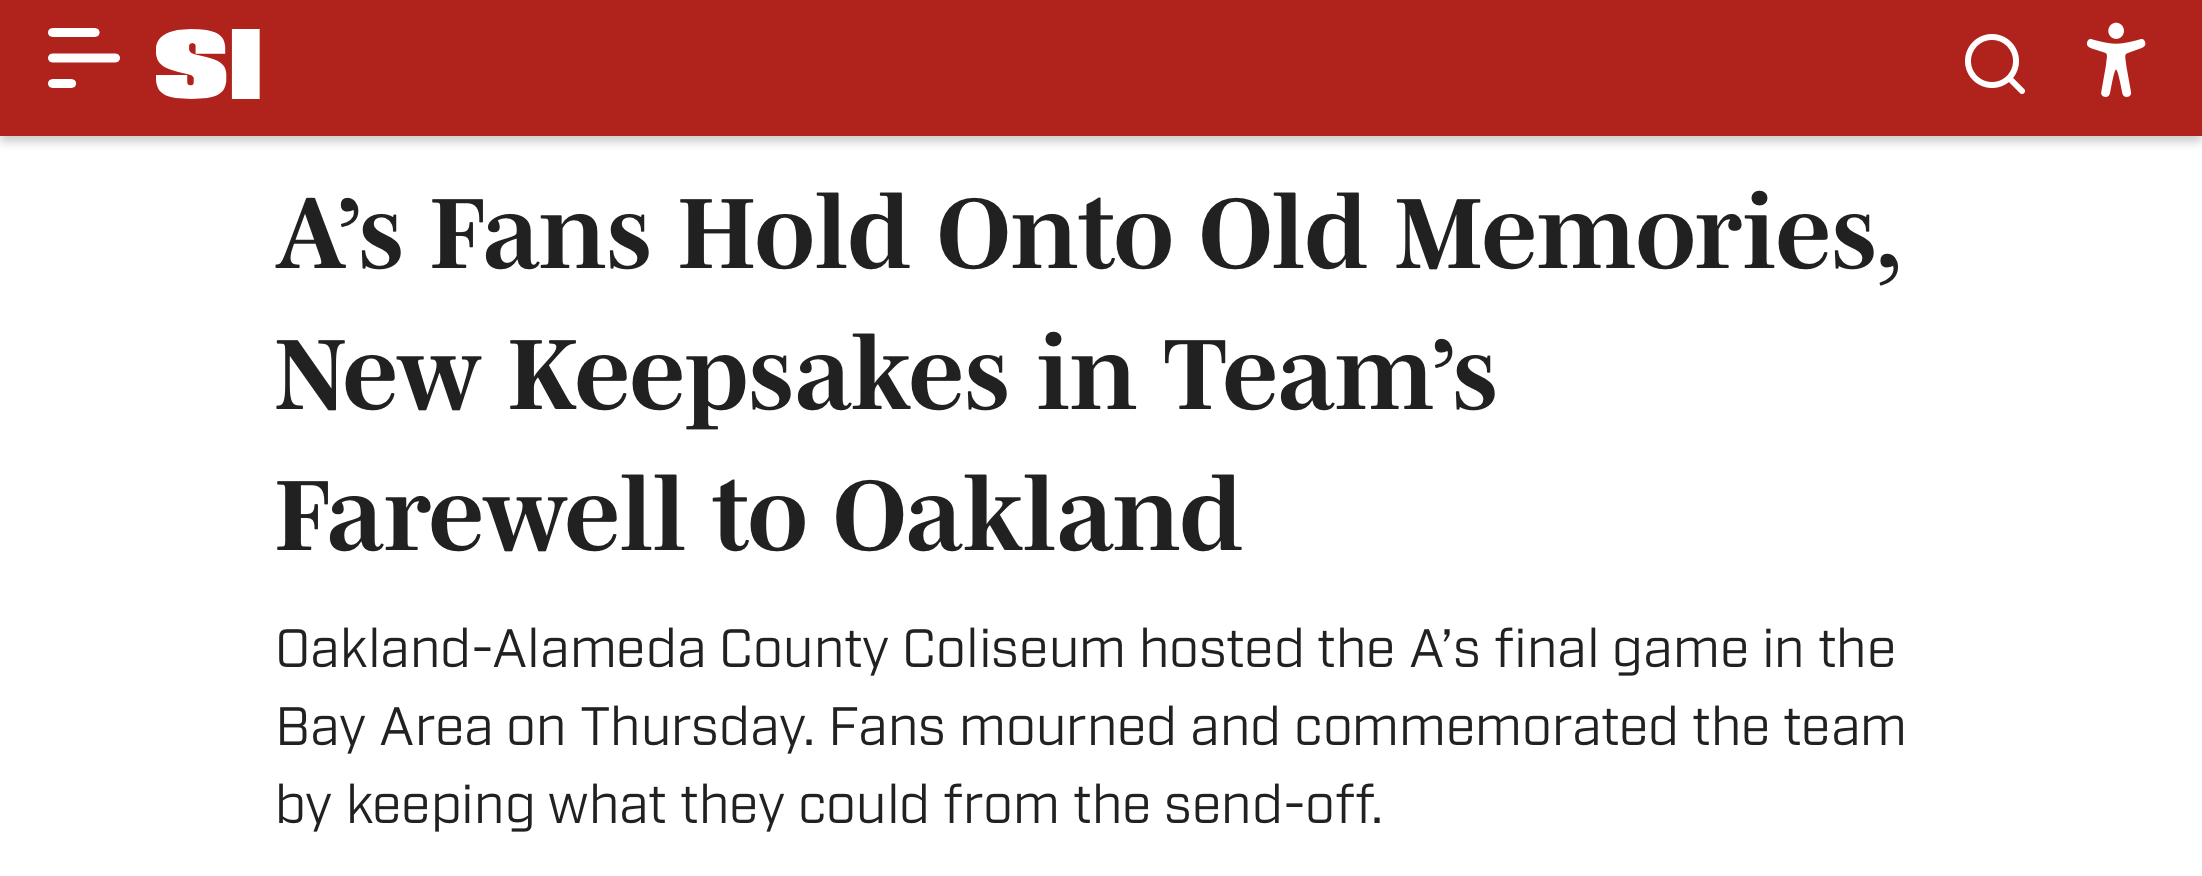 SI
A’s Fans Hold Onto Old Memories,
New Keepsakes in Team’s
Farewell to Oakland
Oakland-Alameda County Coliseum hosted the A’s final game in the
Bay Area on Thursday. Fans mourned and commemorated the team
by keeping what they could from the send-off.